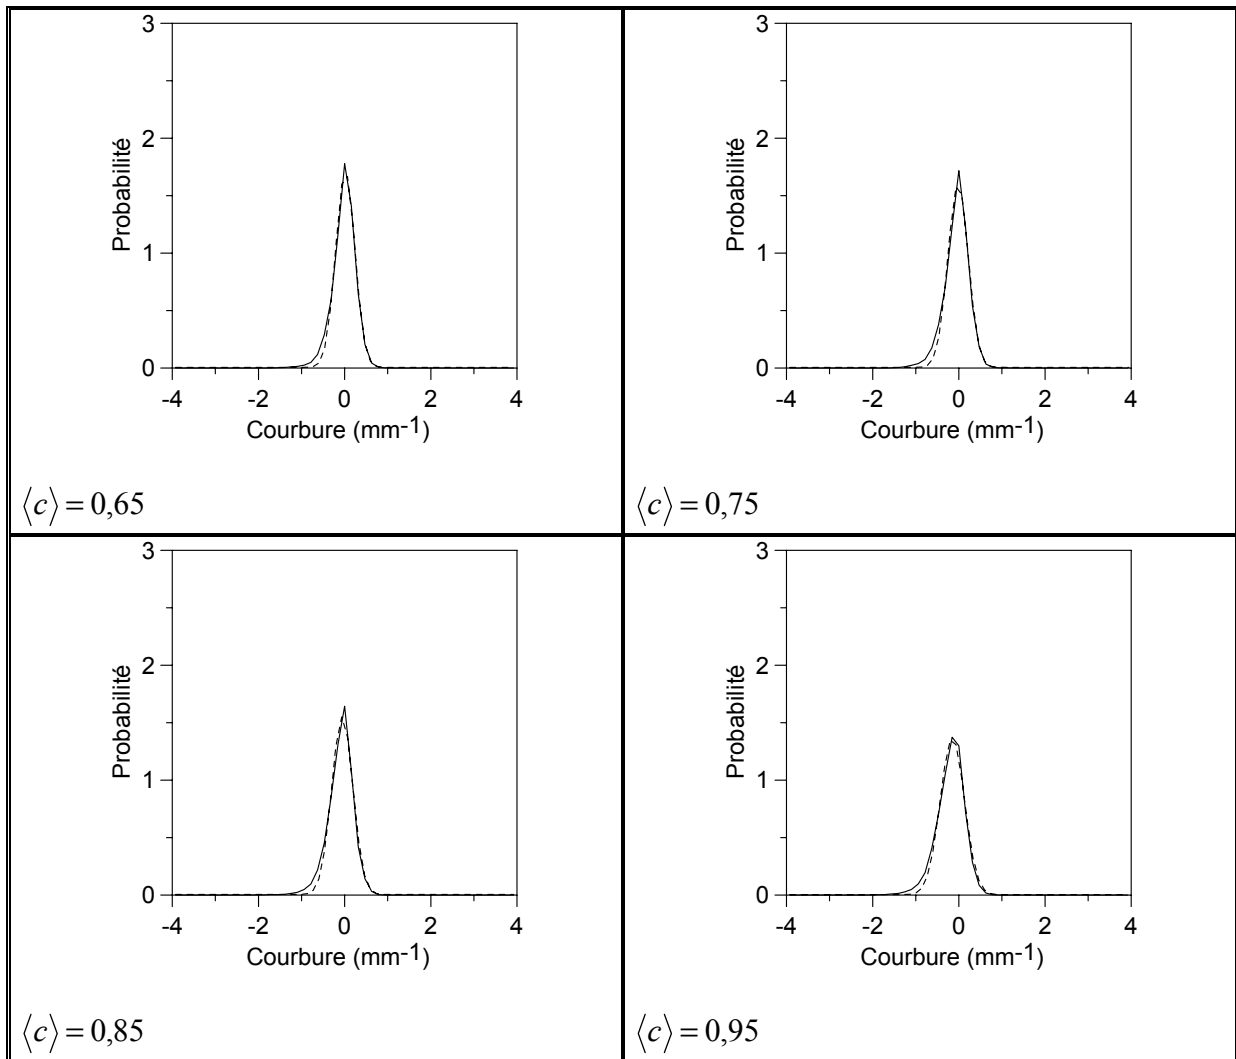 3
2
1
0
Probabilité
-4 -2 0 2 4
Courbure (mm-1)
⟨c⟩ = 0,65
3
2
1
0
Probabilité
-4 -2 0 2 4
Courbure (mm-1)
⟨c⟩ = 0,75
3
2
1
0
Probabilité
-4 -2 0 2 4
Courbure (mm-1)
⟨c⟩ = 0,85
3
2
1
0
Probabilité
-4 -2 0 2 4
Courbure (mm-1)
⟨c⟩ = 0,95